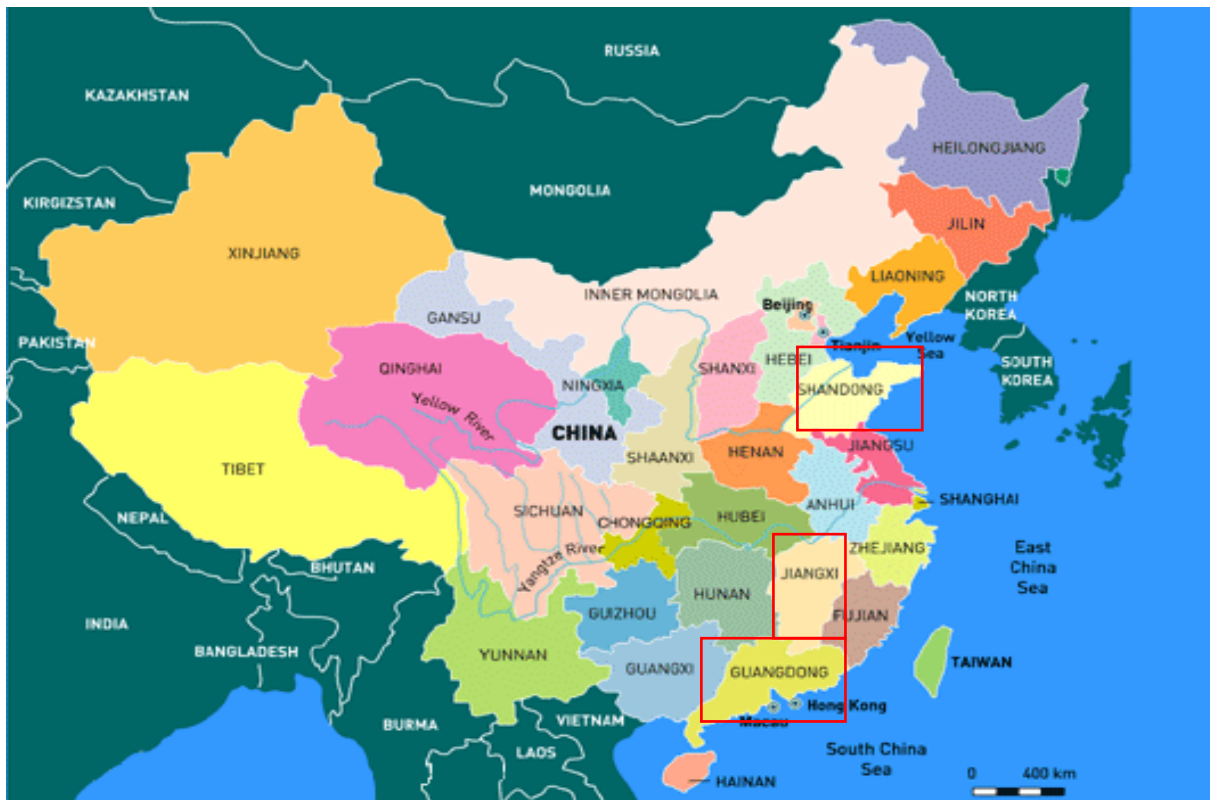 RUSSIA
KAZAKHSTAN
HEILONGJIANG
MONGOLIA
KIRGIZSTAN
JILIN
XINJIANG
LIAONING
INNER MONGOLIA
NORTH
KOREA
Beijing
GANSU
PAKISTAN
Tianjin
Yellow
Sea
HEBEI
SHANXI
QINGHAI
SOUTH
KOREA
NINGXIA
SHANDONG
Yellow River
CHINA
JIANGSU
HENAN
SHAANXI
TIBET
SHANGHAI
ANHUI
SICHUAN
CHONGQING
HUBEI
NEPAL
ZHEJIANG
East
China
Sea
Yangtze River
BHUTAN
JIANGXI
HUNAN
GUIZHOU
FUJIAN
INDIA
BANGLADESH
YUNNAN
GUANGXI
GUANGDONG
TAIWAN
Hong Kong
Macau
BURMA
VIETNAM
LAOS
South China
Sea
HAINAN
0 400 km